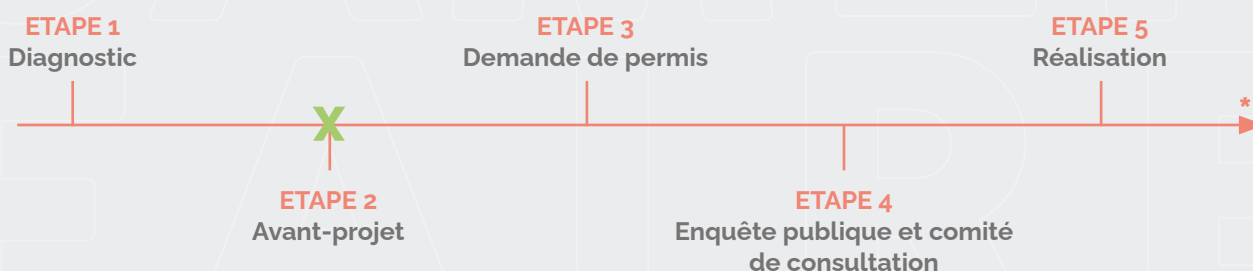 ETAPE 1
Diagnostic
ETAPE 3
Demande de permis
ETAPE 5
Réalisation
*
X
ETAPE 2
Avant-projet
ETAPE 4
Enquête publique et comité
de consultation